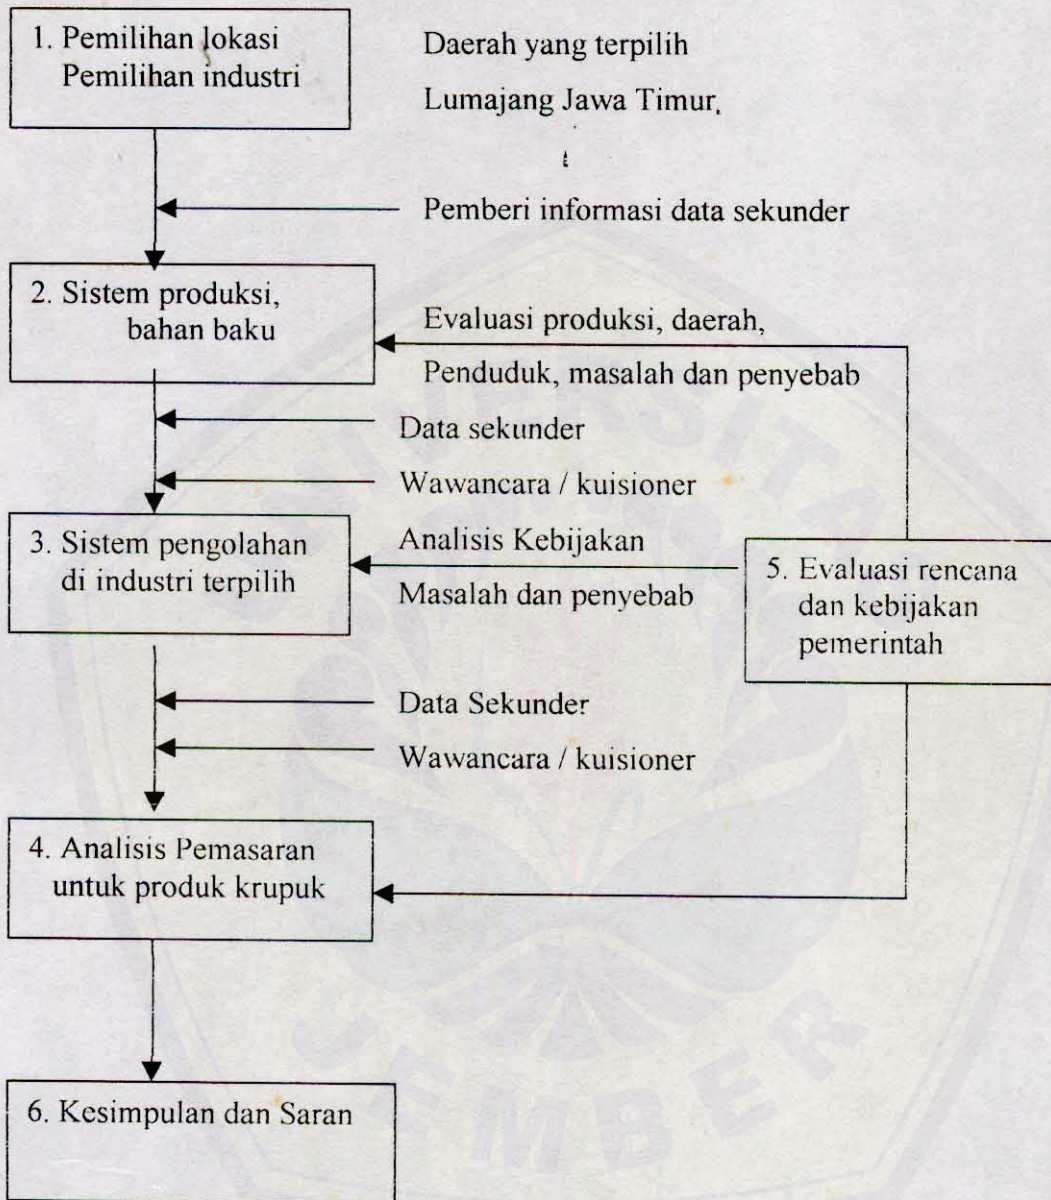 1. Pemilihan lokasi
Pemilihan industri
Daerah yang terpilih
Lumajang Jawa Timur,
Pemberi informasi data sekunder
2. Sistem produksi,
bahan baku
Evaluasi produksi, daerah,
Penduduk, masalah dan penyebab
Data sekunder
Wawancara / kuisioner
3. Sistem pengolahan
di industri terpilih
Analisis Kebijakan
Masalah dan penyebab
5. Evaluasi rencana
dan kebijakan
pemerintah
Data Sekunder
Wawancara / kuisioner
4. Analisis Pemasaran
untuk produk krupuk
6. Kesimpulan dan Saran
UNIVERSITAS
JEMBER